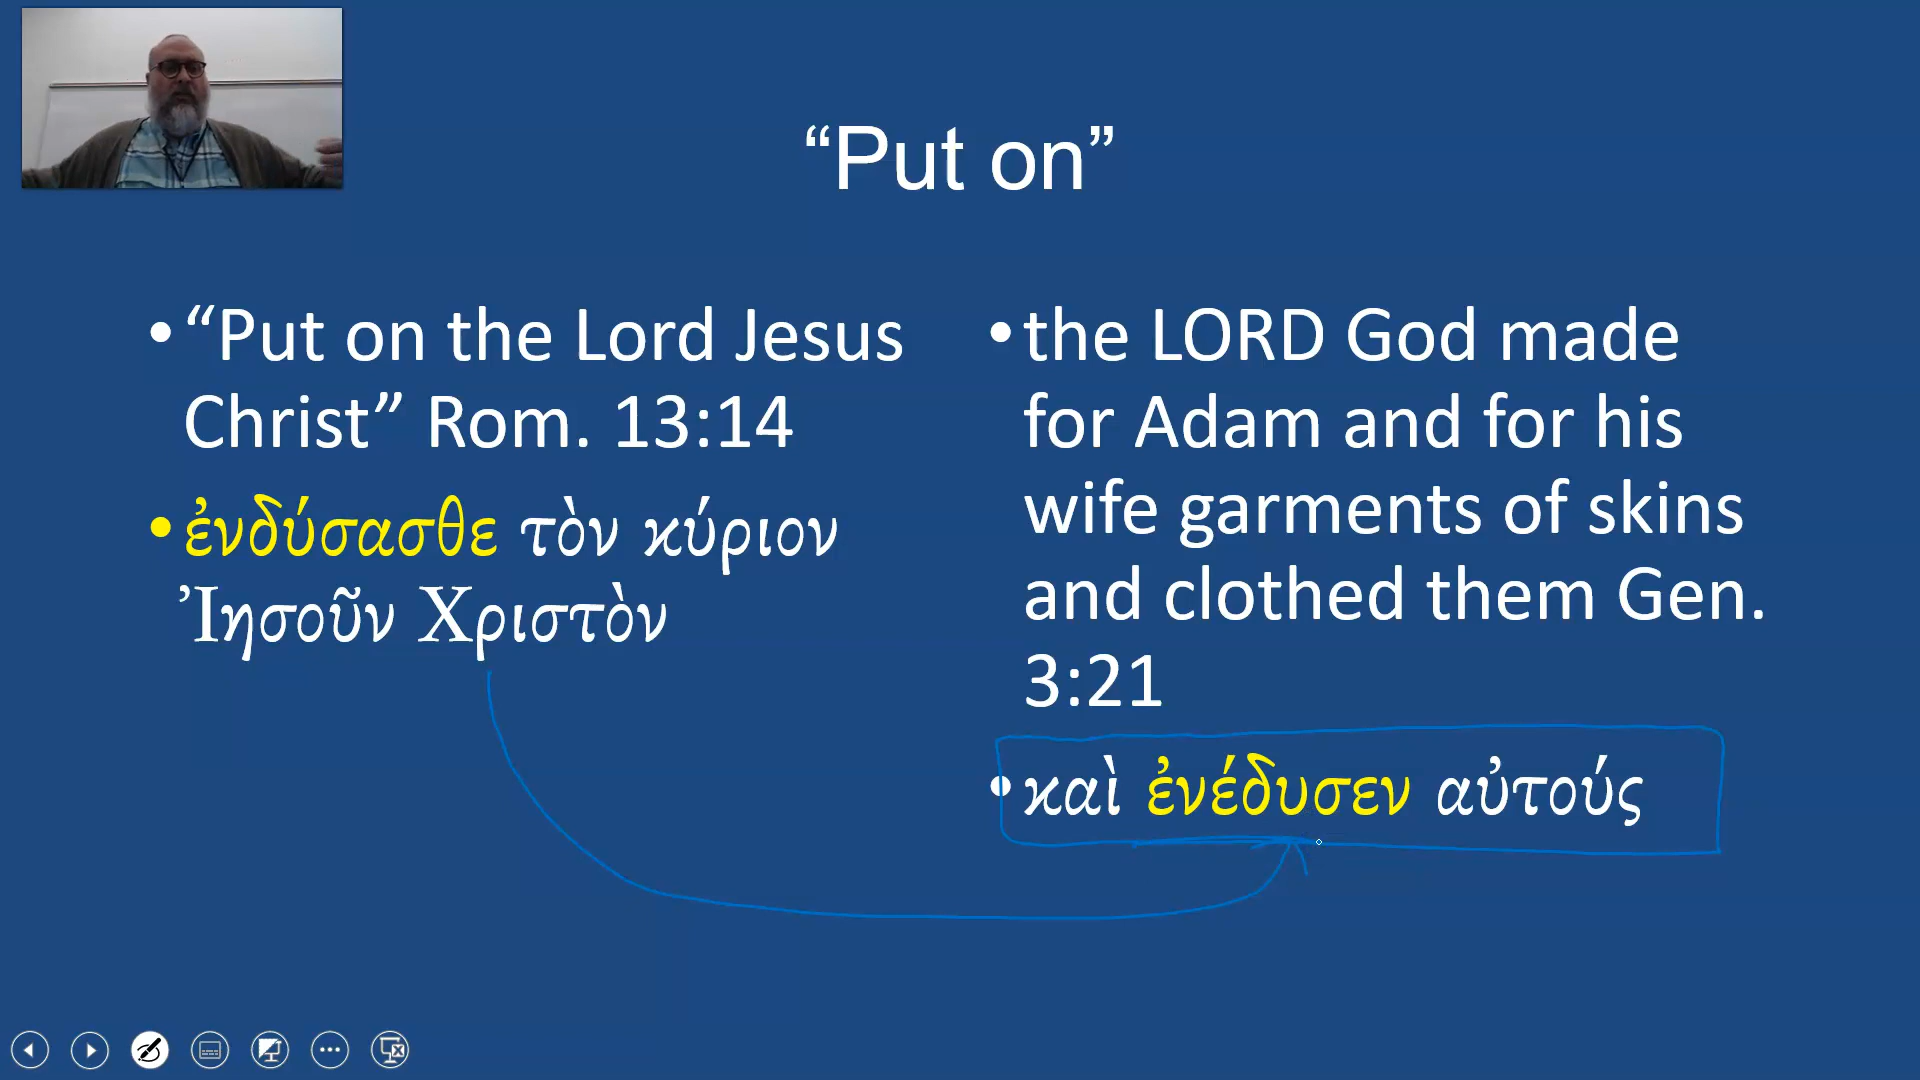 “Put on”
• “Put on the Lord Jesus
Christ” Rom. 13:14
• ἐνδύσασθε τὸν κύριον
Ἰησοῦν Χριστὸν
• the LORD God made
for Adam and for his
wife garments of skins
and clothed them Gen.
3:21
• καὶ ἐνέδυσεν αὐτούς